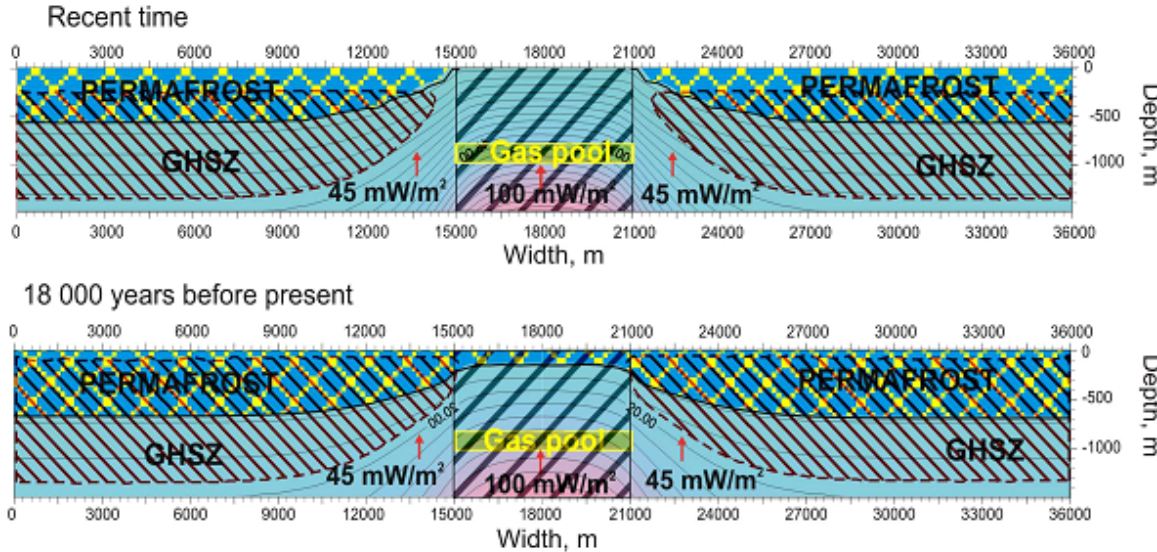 Recent time
0 3000 6000 9000 12000 15000 18000 21000 24000 27000 30000 33000 36000
PERMAFROST PERMAFROST
GHSZ Gas pool GHSZ
45 mW/m² 100 mW/m² 45 mW/m²
0
-500
-1000
Depth, m
0 3000 6000 9000 12000 15000 18000 21000 24000 27000 30000 33000 36000
Width, m
18 000 years before present
0 3000 6000 9000 12000 15000 18000 21000 24000 27000 30000 33000 36000
PERMAFROST PERMAFROST
20.00 20.00
GHSZ Gas pool GHSZ
45 mW/m² 100 mW/m² 45 mW/m²
0
-500
-1000
Depth, m
0 3000 6000 9000 12000 15000 18000 21000 24000 27000 30000 33000 36000
Width, m